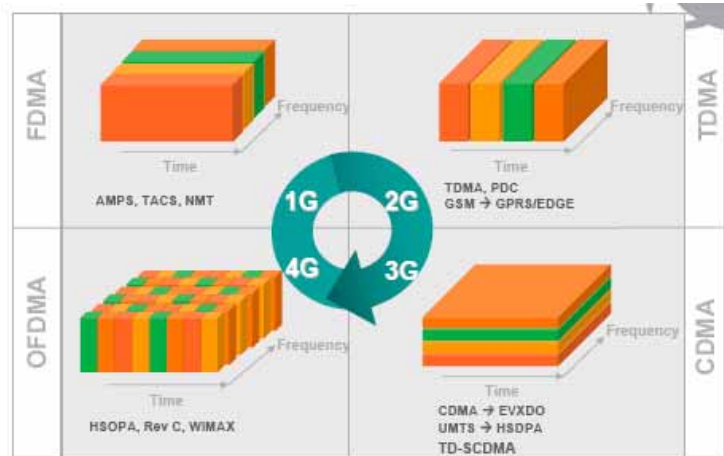 FDMA
Frequency
Time
AMPS, TACS, NMT
TDMA
Frequency
Time
TDMA, PDC
GSM → GPRS/EDGE
1G
2G
4G
3G
OFDMA
Frequency
Time
HSOPA, Rev C, WIMAX
CDMA
Frequency
Time
CDMA → EVXDO
UMTS → HSDPA
TD-SCDMA